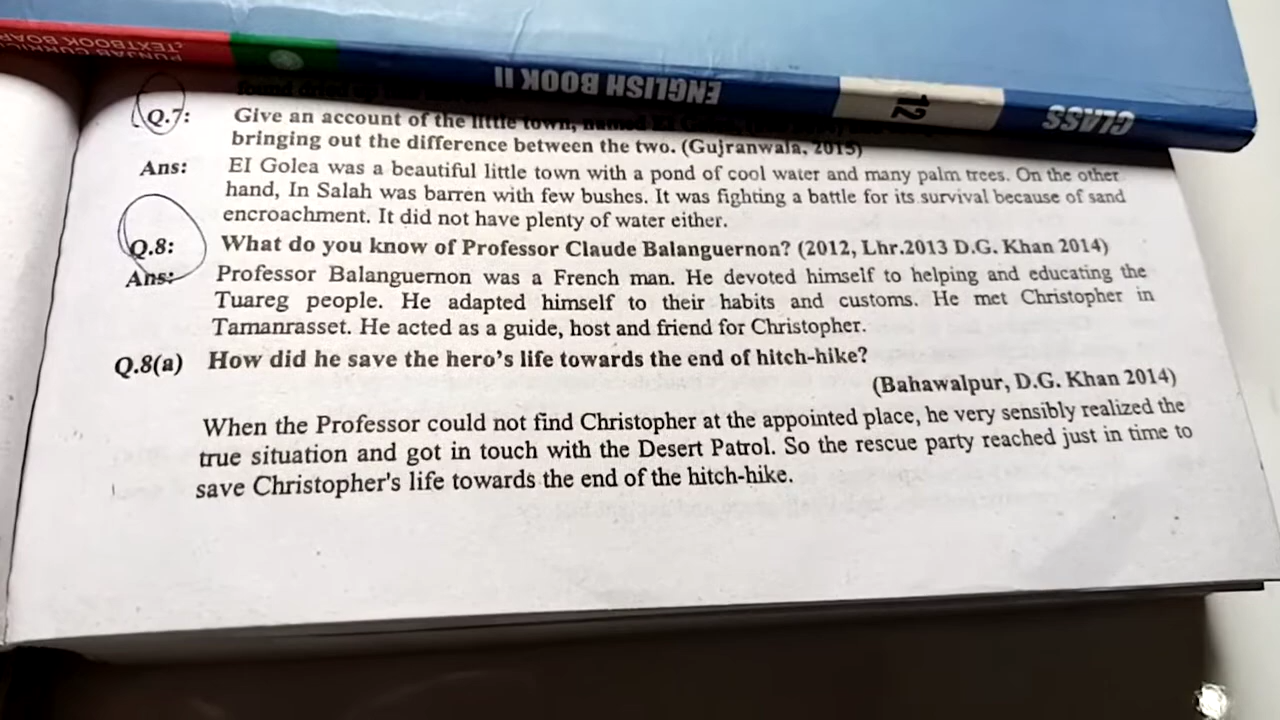 PUNJAB CURRICU
TEXTBOOK BOAR
ENGLISH BOOK II
12
CLASS
Q.7: Give an account of the little town, named El
bringing out the difference between the two. (Gujranwala, 2015)
Ans: EI Golea was a beautiful little town with a pond of cool water and many palm trees. On the other
hand, In Salah was barren with few bushes. It was fighting a battle for its survival because of sand
encroachment. It did not have plenty of water either.
Q.8: What do you know of Professor Claude Balanguernon? (2012, Lhr.2013 D.G. Khan 2014)
Ans: Professor Balanguernon was a French man. He devoted himself to helping and educating the
Tuareg people. He adapted himself to their habits and customs. He met Christopher in
Tamanrasset. He acted as a guide, host and friend for Christopher.
Q.8(a) How did he save the hero's life towards the end of hitch-hike?
(Bahawalpur, D.G. Khan 2014)
When the Professor could not find Christopher at the appointed place, he very sensibly realized the
true situation and got in touch with the Desert Patrol. So the rescue party reached just in time to
save Christopher's life towards the end of the hitch-hike.